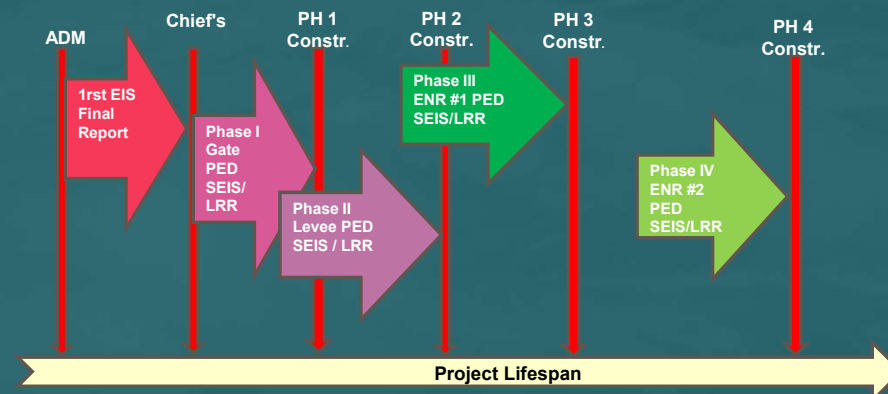 ADM
Chief's
PH 1
Constr.
PH 2
Constr.
PH 3
Constr.
PH 4
Constr.
1rst EIS
Final
Report
Phase I
Gate
PED
SEIS/
LRR
Phase II
Levee PED
SEIS / LRR
Phase III
ENR #1 PED
SEIS/LRR
Phase IV
ENR #2
PED
SEIS/LRR
Project Lifespan